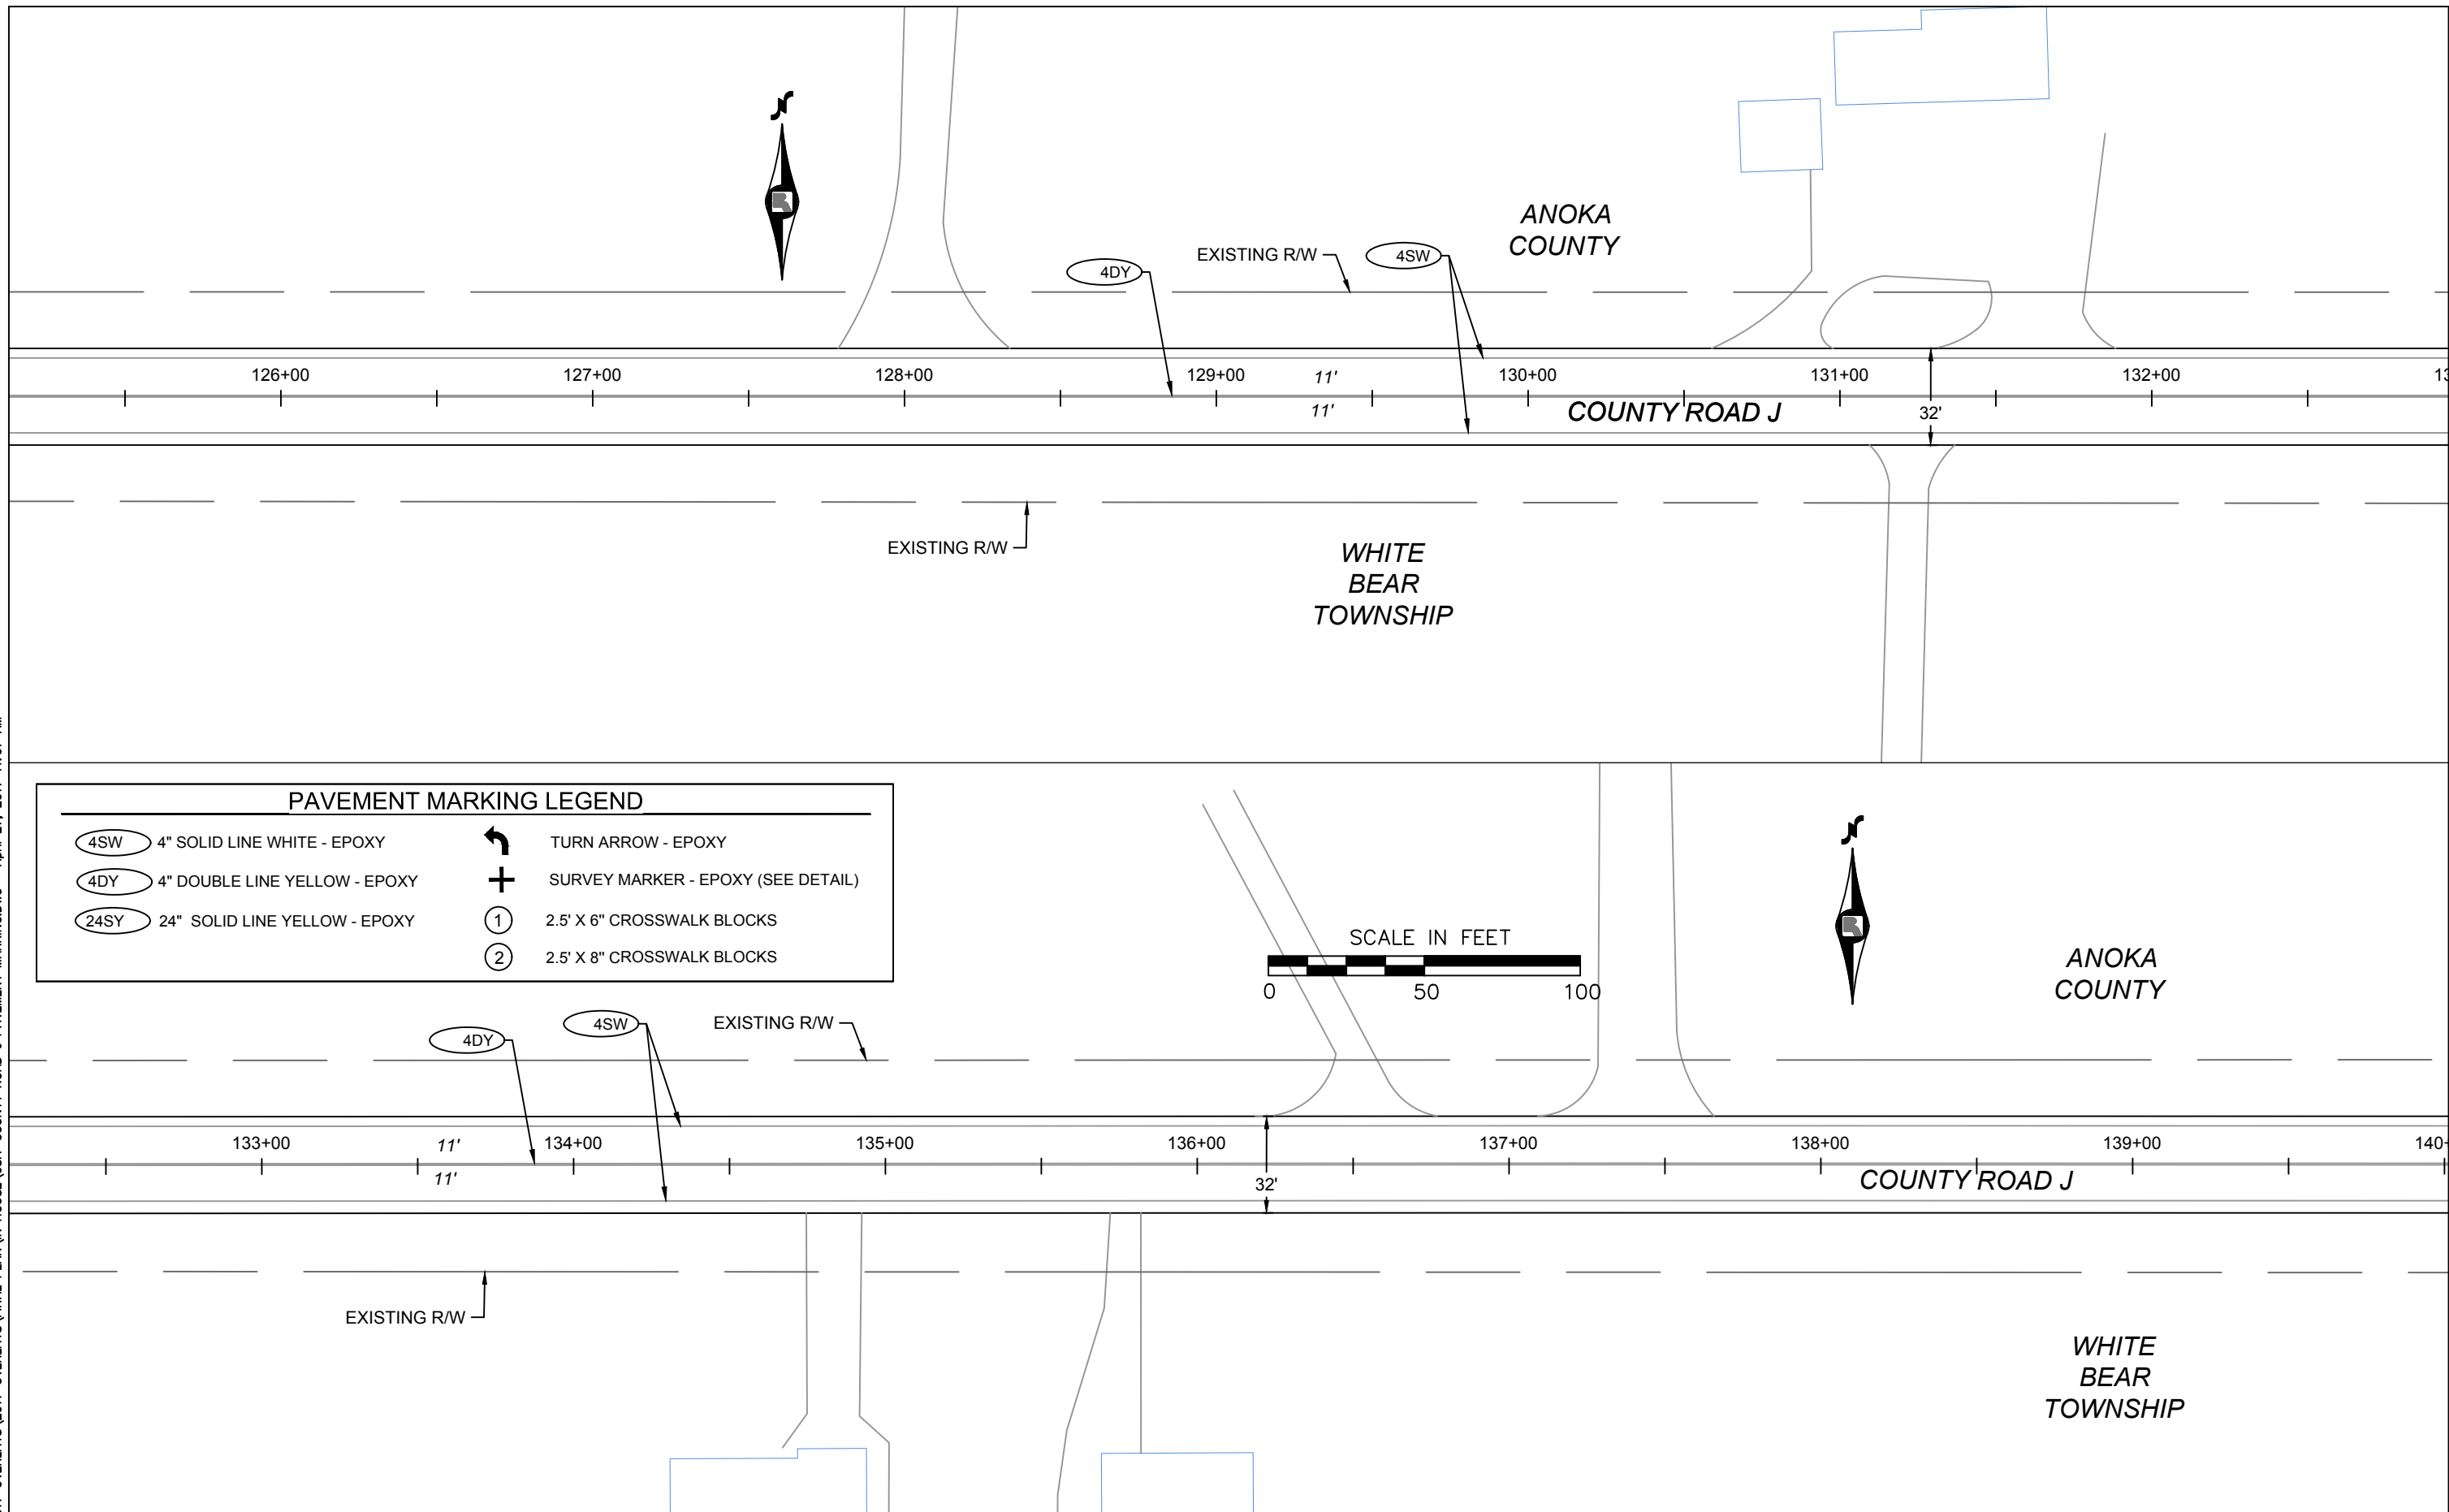 ANOKA
COUNTY
EXISTING R/W
4SW
4DY
126+00
127+00
128+00
129+00
11'
130+00
131+00
132+00
11'
COUNTY ROAD J
32'
EXISTING R/W
WHITE
BEAR
TOWNSHIP
PAVEMENT MARKING LEGEND
4SW 4" SOLID LINE WHITE - EPOXY
4DY 4" DOUBLE LINE YELLOW - EPOXY
24SY 24" SOLID LINE YELLOW - EPOXY
TURN ARROW - EPOXY
SURVEY MARKER - EPOXY (SEE DETAIL)
1 2.5' X 6" CROSSWALK BLOCKS
2 2.5' X 8" CROSSWALK BLOCKS
SCALE IN FEET
0 50 100
ANOKA
COUNTY
4SW
EXISTING R/W
4DY
133+00
11'
134+00
135+00
136+00
137+00
138+00
139+00
11'
32'
COUNTY ROAD J
EXISTING R/W
WHITE
BEAR
TOWNSHIP